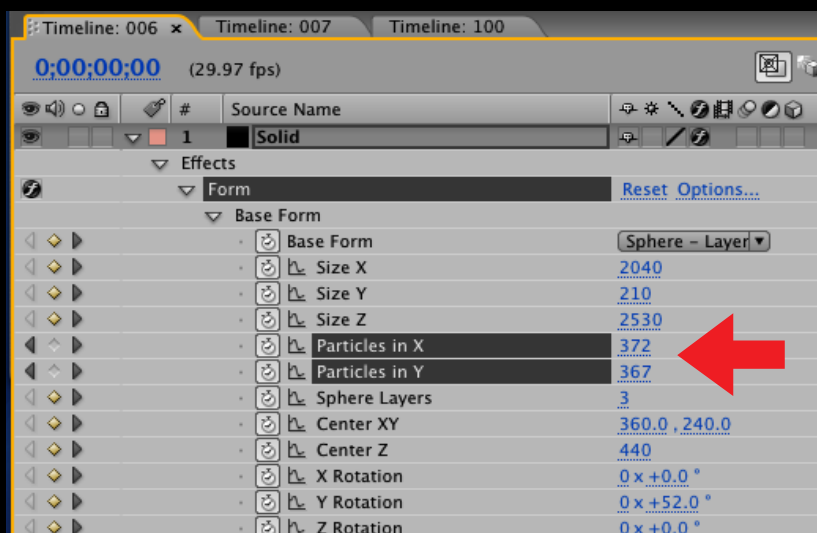 Timeline: 006 × Timeline: 007 Timeline: 100
0;00;00;00 (29.97 fps)
# Source Name
1 Solid
Effects
Form Reset Options...
Base Form
Base Form Sphere – Layer
Size X 2040
Size Y 210
Size Z 2530
Particles in X 372
Particles in Y 367
Sphere Layers 3
Center XY 360.0 , 240.0
Center Z 440
X Rotation 0 x +0.0 °
Y Rotation 0 x +52.0 °
Z Rotation 0 x +0.0 °